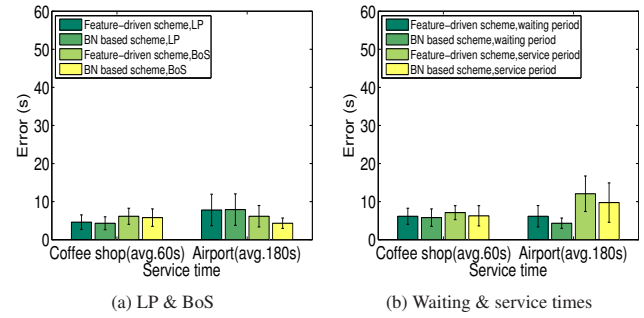 60
50
40
30
20
10
0
Error (s)
Feature-driven scheme,LP
BN based scheme,LP
Feature-driven scheme,BoS
BN based scheme,BoS
Coffee shop(avg.60s) Airport(avg.180s)
Service time
(a) LP & BoS
60
50
40
30
20
10
0
Error (s)
Feature-driven scheme,waiting period
BN based scheme,waiting period
Feature-driven scheme,service period
BN based scheme,service period
Coffee shop(avg.60s) Airport(avg.180s)
Service time
(b) Waiting & service times